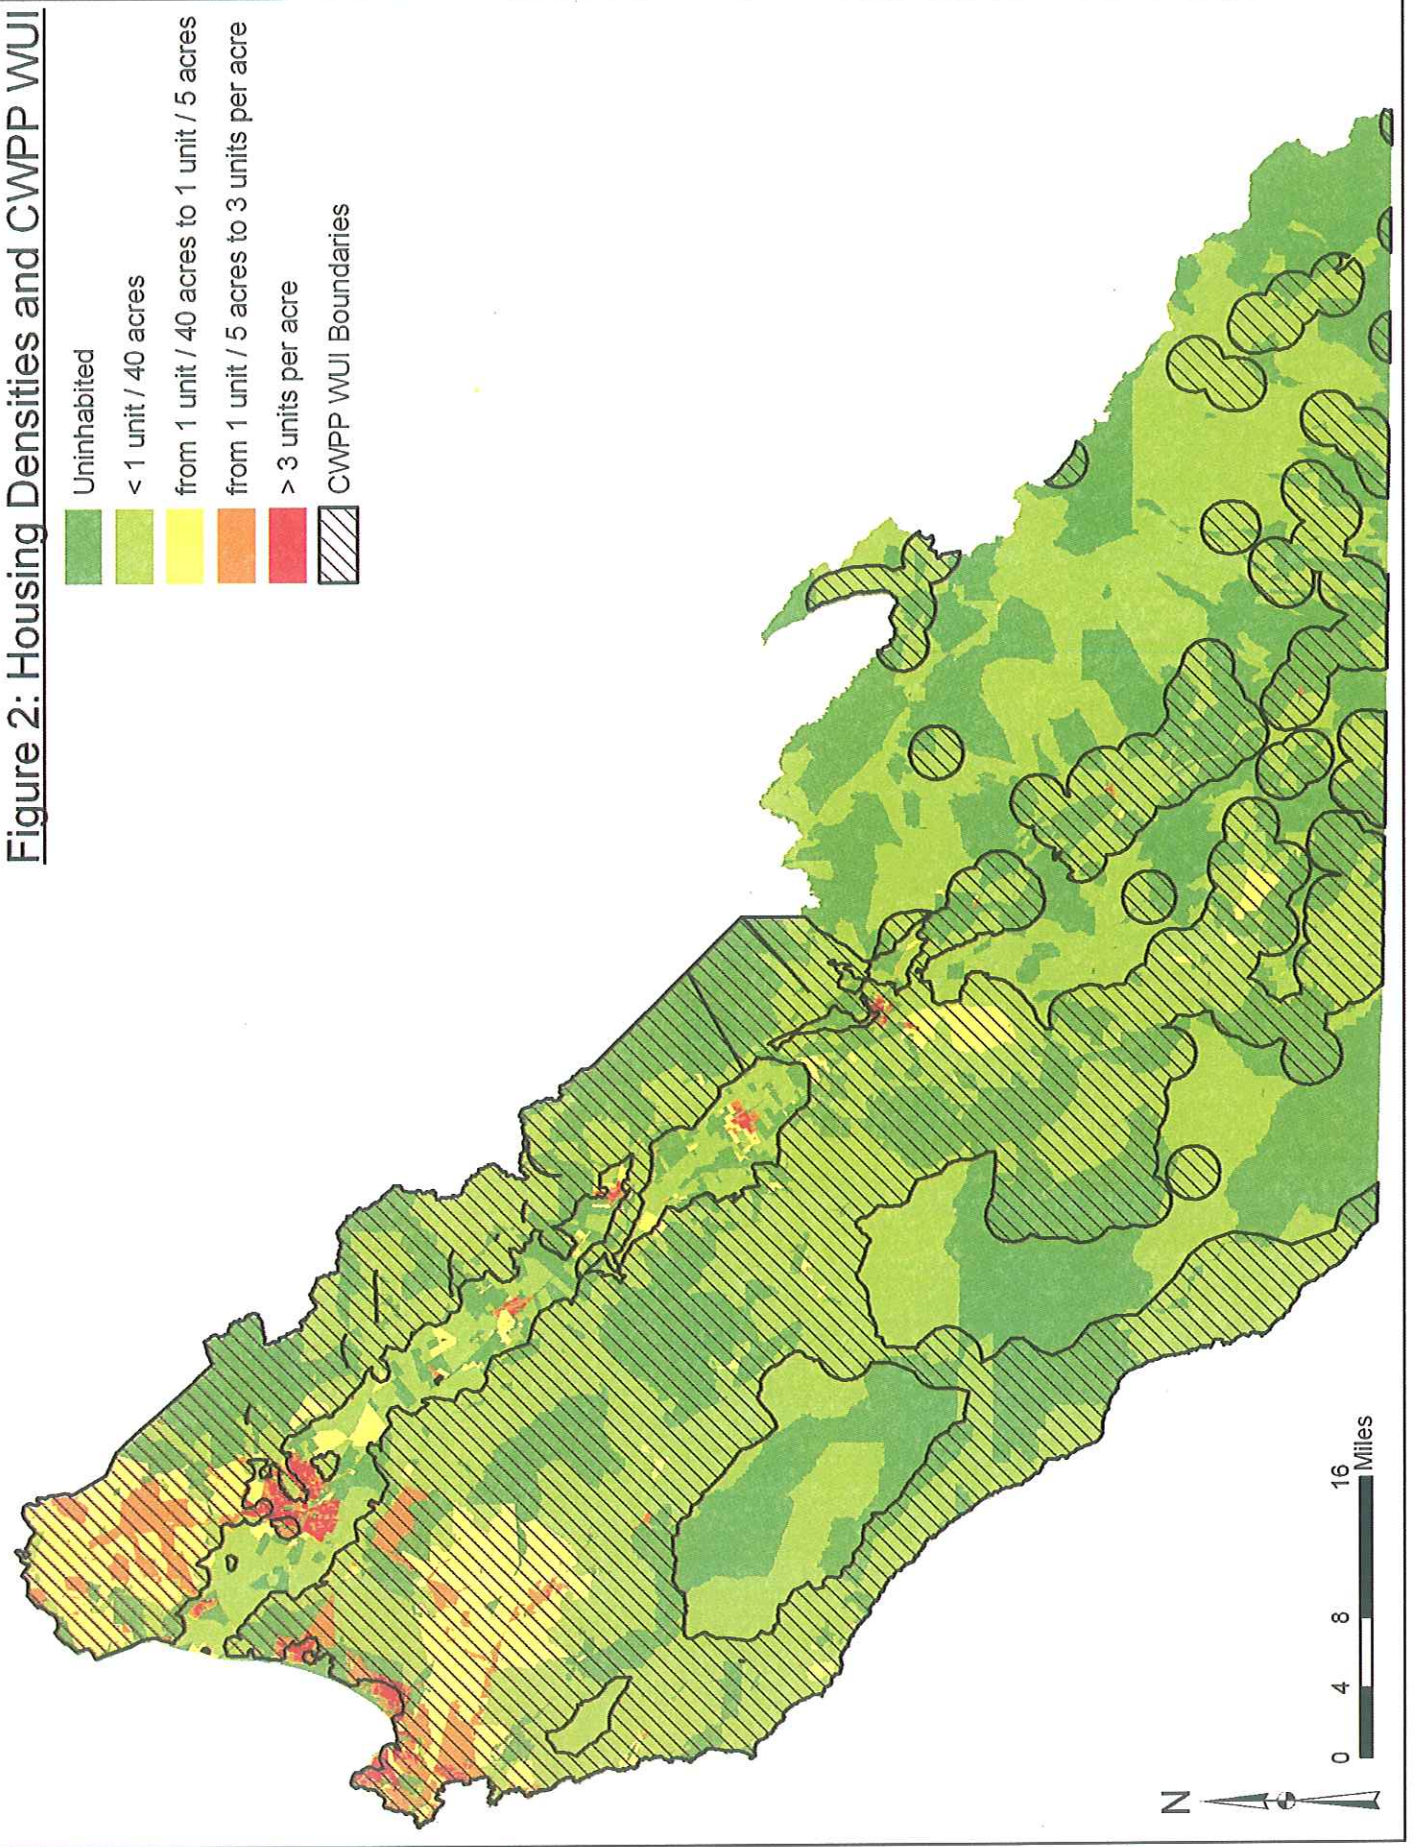 Figure 2: Housing Densities and CWPP WUI
Uninhabited
< 1 unit / 40 acres
from 1 unit / 40 acres to 1 unit / 5 acres
from 1 unit / 5 acres to 3 units per acre
> 3 units per acre
CWPP WUI Boundaries
N
0 4 8 16
Miles